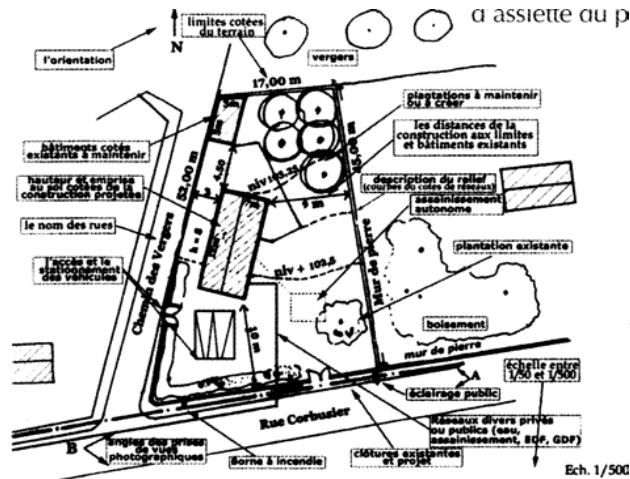 d assiette au p
limites cotées
du terrain
N
l'orientation
vergers
17,00 m
plantations à maintenir
ou à créer
bâtiments cotés
existants à maintenir
les distances de la
construction aux limites
et bâtiments existants
52,00 m
4,50
45,00 m
hauteur et emprise
au sol cotées de la
construction projetée
description du relief
(courbes du cotes de réseaux)
assainissement
autonome
le nom des rues
Chemin des Vergers
h = 8
niv + 102,5
Mur de pierre
plantation existante
l'accès et le
stationnement
des véhicules
10 m
boisement
mur de pierre
échelle entre
1/50 et 1/500
A
éclairage public
Rue Corbusier
Réseaux divers privés
ou publics (eau,
assainissement, EDF, GDF)
B
angles des prises
de vues
photographiques
Borne à incendie
clôtures existantes
et projet
Ech. 1/500